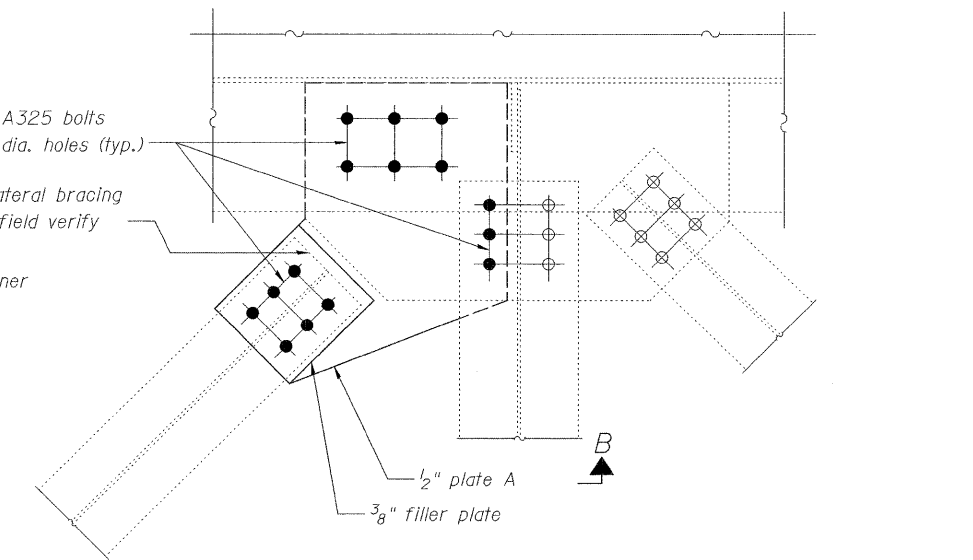 A325 bolts
dia. holes (typ.)
ateral bracing
field verify
ner
B
1/2" plate A
3/8" filler plate